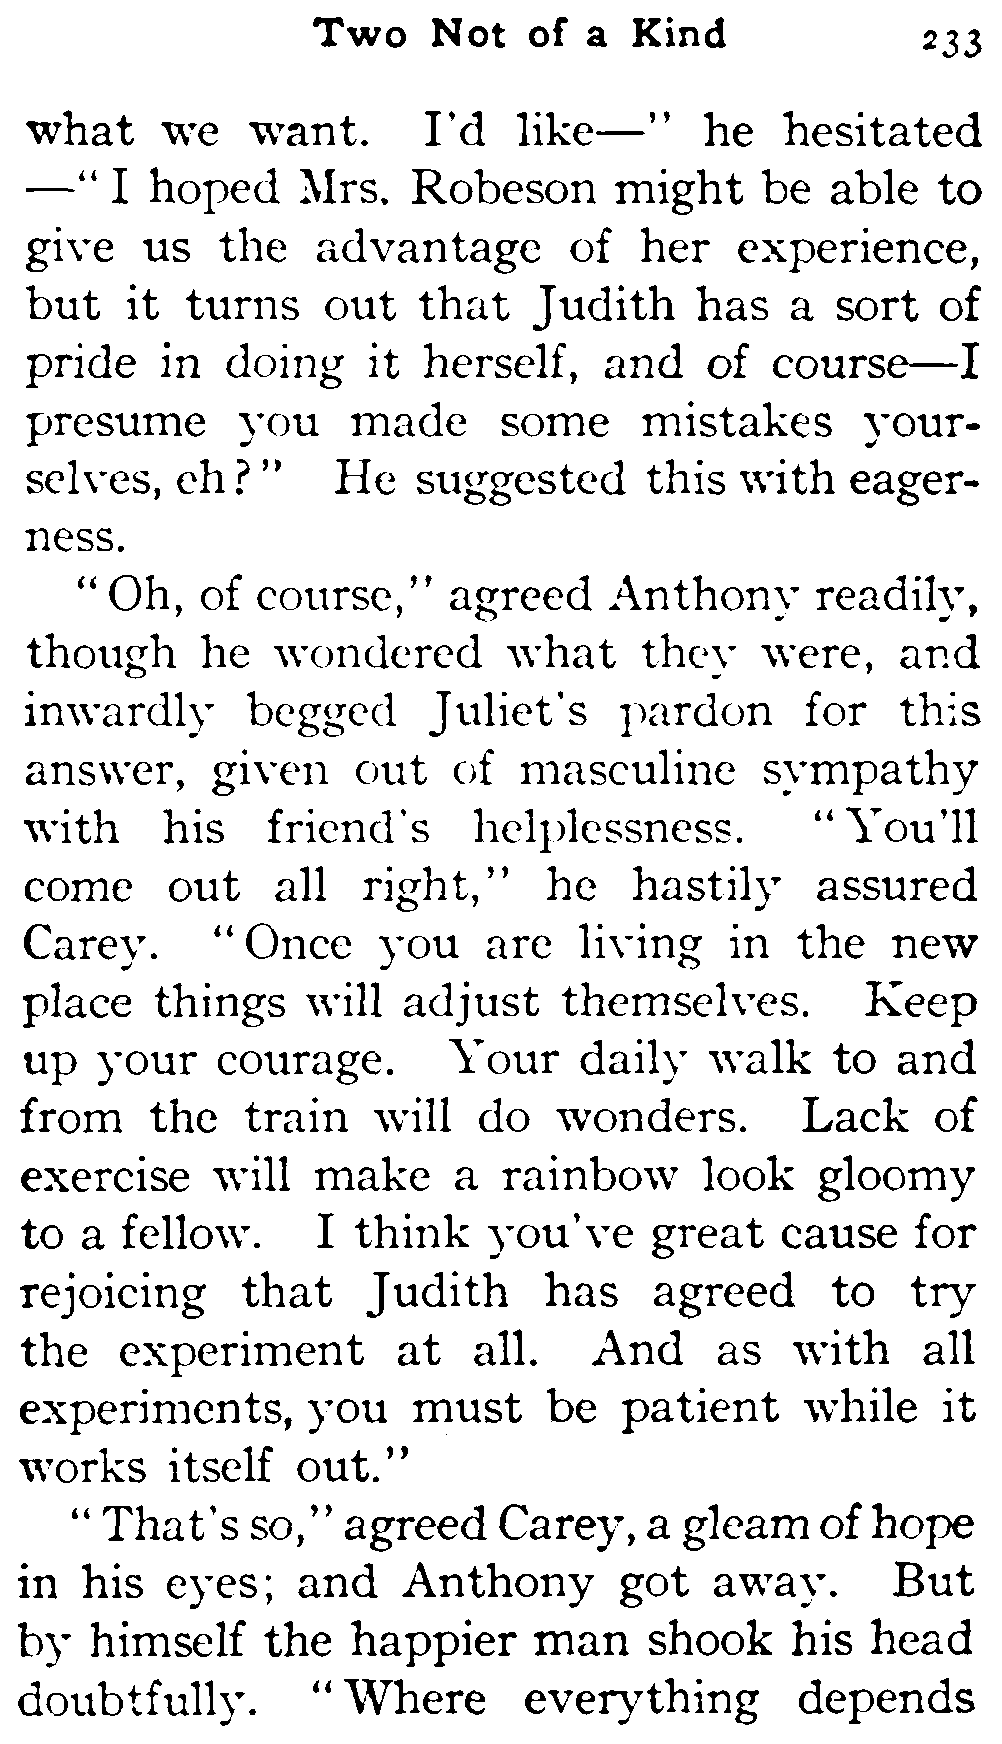 Two Not of a Kind 233
what we want. I'd like—" he hesitated
—"I hoped Mrs. Robeson might be able to
give us the advantage of her experience,
but it turns out that Judith has a sort of
pride in doing it herself, and of course—I
presume you made some mistakes your-
selves, eh?" He suggested this with eager-
ness.
"Oh, of course," agreed Anthony readily,
though he wondered what they were, and
inwardly begged Juliet's pardon for this
answer, given out of masculine sympathy
with his friend's helplessness. "You'll
come out all right," he hastily assured
Carey. "Once you are living in the new
place things will adjust themselves. Keep
up your courage. Your daily walk to and
from the train will do wonders. Lack of
exercise will make a rainbow look gloomy
to a fellow. I think you've great cause for
rejoicing that Judith has agreed to try
the experiment at all. And as with all
experiments, you must be patient while it
works itself out."
"That's so," agreed Carey, a gleam of hope
in his eyes; and Anthony got away. But
by himself the happier man shook his head
doubtfully. "Where everything depends